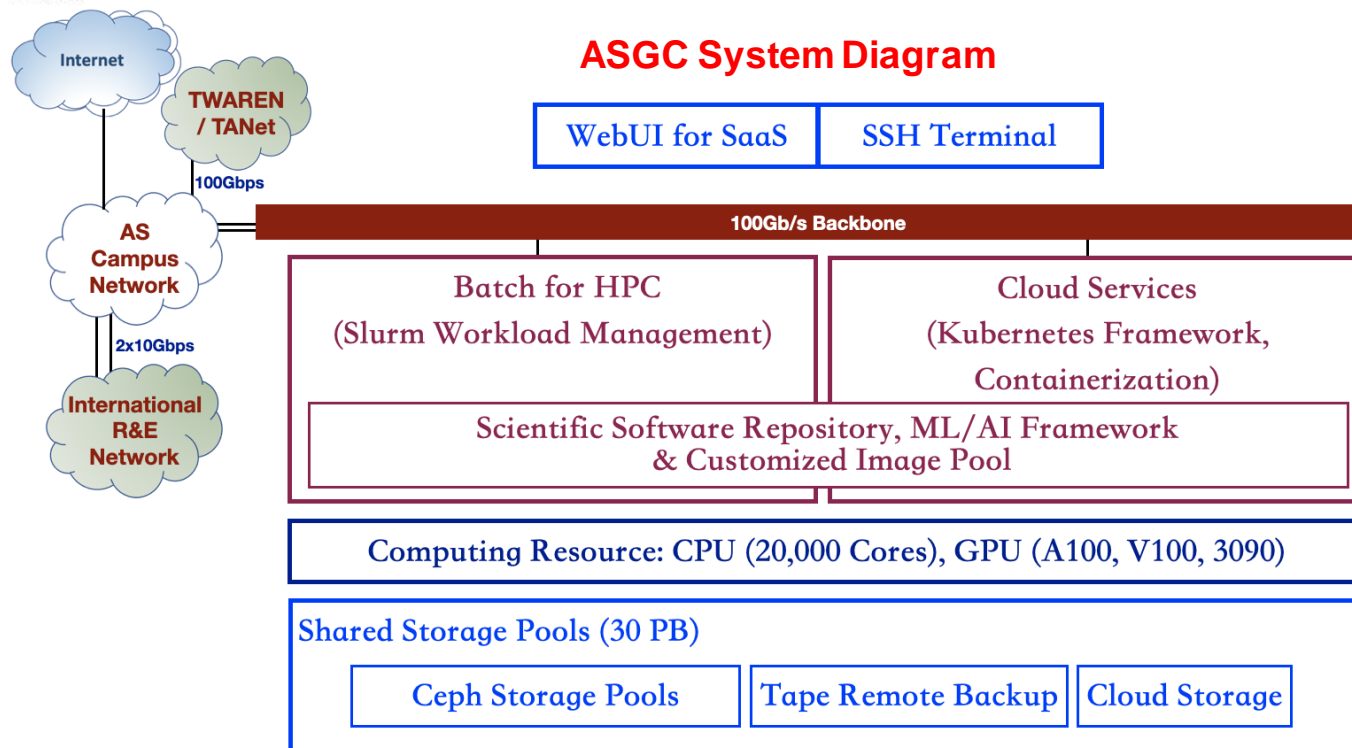 ASGC System Diagram
Internet
TWAREN
/ TANet
100Gbps
AS
Campus
Network
2x10Gbps
International
R&E
Network
WebUI for SaaS
SSH Terminal
100Gb/s Backbone
Batch for HPC
(Slurm Workload Management)
Cloud Services
(Kubernetes Framework,
Containerization)
Scientific Software Repository, ML/AI Framework
& Customized Image Pool
Computing Resource: CPU (20,000 Cores), GPU (A100, V100, 3090)
Shared Storage Pools (30 PB)
Ceph Storage Pools
Tape Remote Backup
Cloud Storage